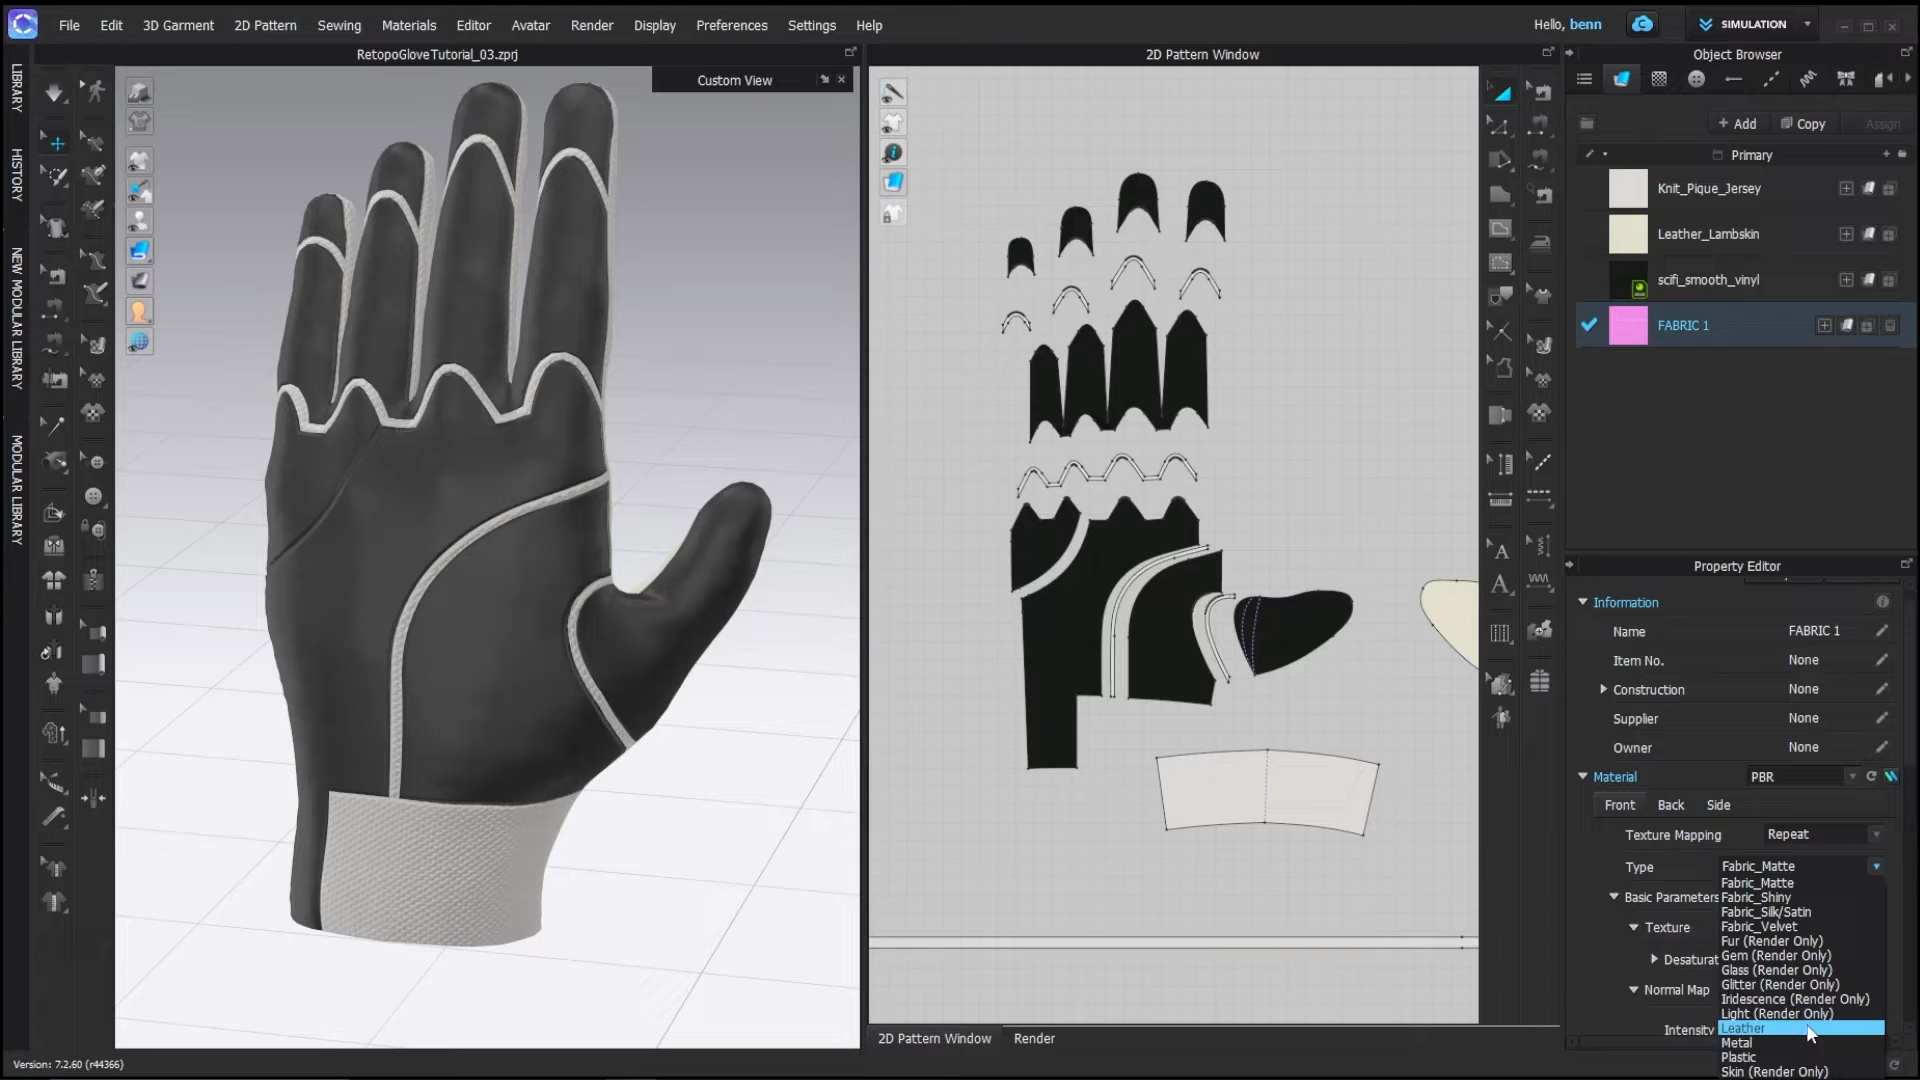 File Edit 3D Garment 2D Pattern Sewing Materials Editor Avatar Render Display Preferences Settings Help
Hello, benn
SIMULATION
RetopoGloveTutorial_03.zprj
2D Pattern Window
Object Browser
LIBRARY
HISTORY
NEW MODULAR LIBRARY
MODULAR LIBRARY
Custom View
+ Add Copy Assign
Primary
Knit_Pique_Jersey
Leather_Lambskin
scifi_smooth_vinyl
FABRIC 1
Property Editor
Information
Name FABRIC 1
Item No. None
Construction None
Supplier None
Owner None
Material PBR
Front Back Side
Texture Mapping Repeat
Type Fabric_Matte
Fabric_Matte
Basic Parameters
Fabric_Shiny
Fabric_Silk/Satin
Texture
Fabric_Velvet
Fur (Render Only)
Gem (Render Only)
Desaturat
Glass (Render Only)
Glitter (Render Only)
Normal Map
Iridescence (Render Only)
Light (Render Only)
Intensity
Leather
Metal
Plastic
Skin (Render Only)
2D Pattern Window Render
Version: 7.2.60 (r44366)